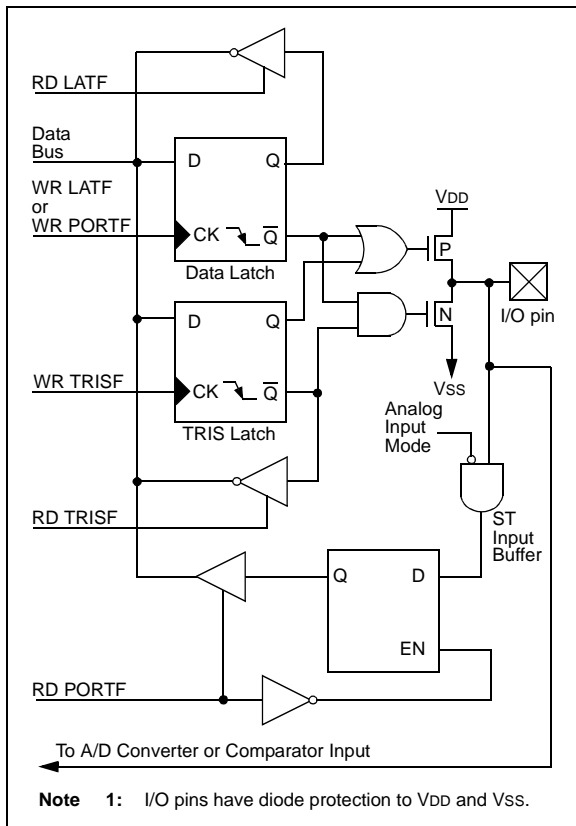 RD LATF
Data
Bus
D Q
WR LATF
or
WR PORTF
CK Q
Data Latch
VDD
P
I/O pin
N
D Q
WR TRISF
CK Q
TRIS Latch
VSS
Analog
Input
Mode
RD TRISF
ST
Input
Buffer
Q D
EN
RD PORTF
To A/D Converter or Comparator Input
Note 1: I/O pins have diode protection to VDD and VSS.